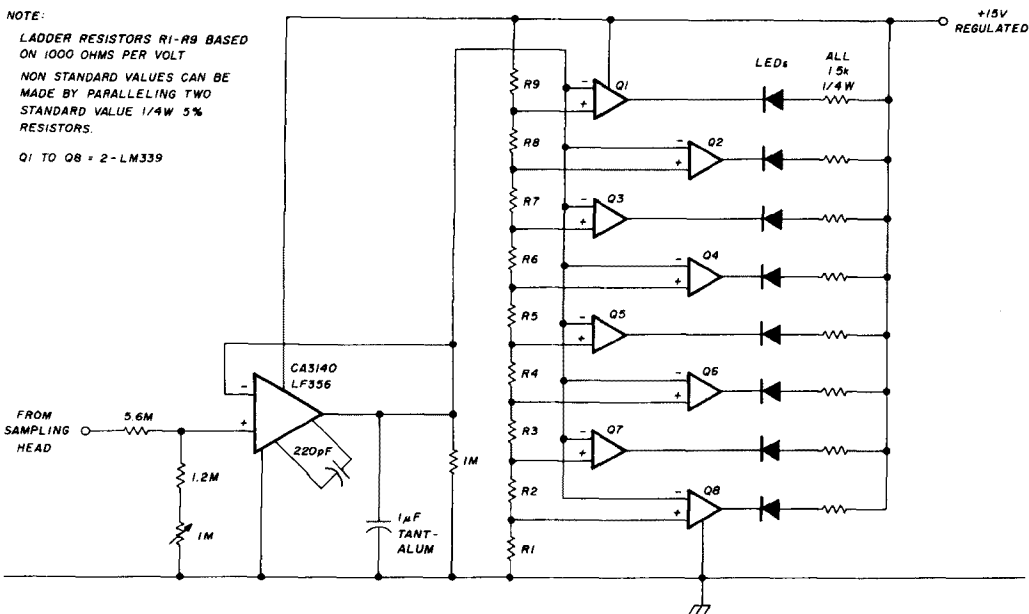 NOTE:
LADDER RESISTORS R1-R9 BASED
ON 1000 OHMS PER VOLT
NON STANDARD VALUES CAN BE
MADE BY PARALLELING TWO
STANDARD VALUE 1/4W 5%
RESISTORS.
Q1 TO Q8 = 2-LM339
+15V
REGULATED
LEDs
ALL
1.5k
1/4W
R9
R8
R7
R6
R5
R4
R3
R2
R1
-
+
Q1
-
+
Q2
-
+
Q3
-
+
Q4
-
+
Q5
-
+
Q6
-
+
Q7
-
+
Q8
CA3140
LF356
-
+
FROM
SAMPLING
HEAD
5.6M
1.2M
1M
220pF
1µF
TANT-
ALUM
1M